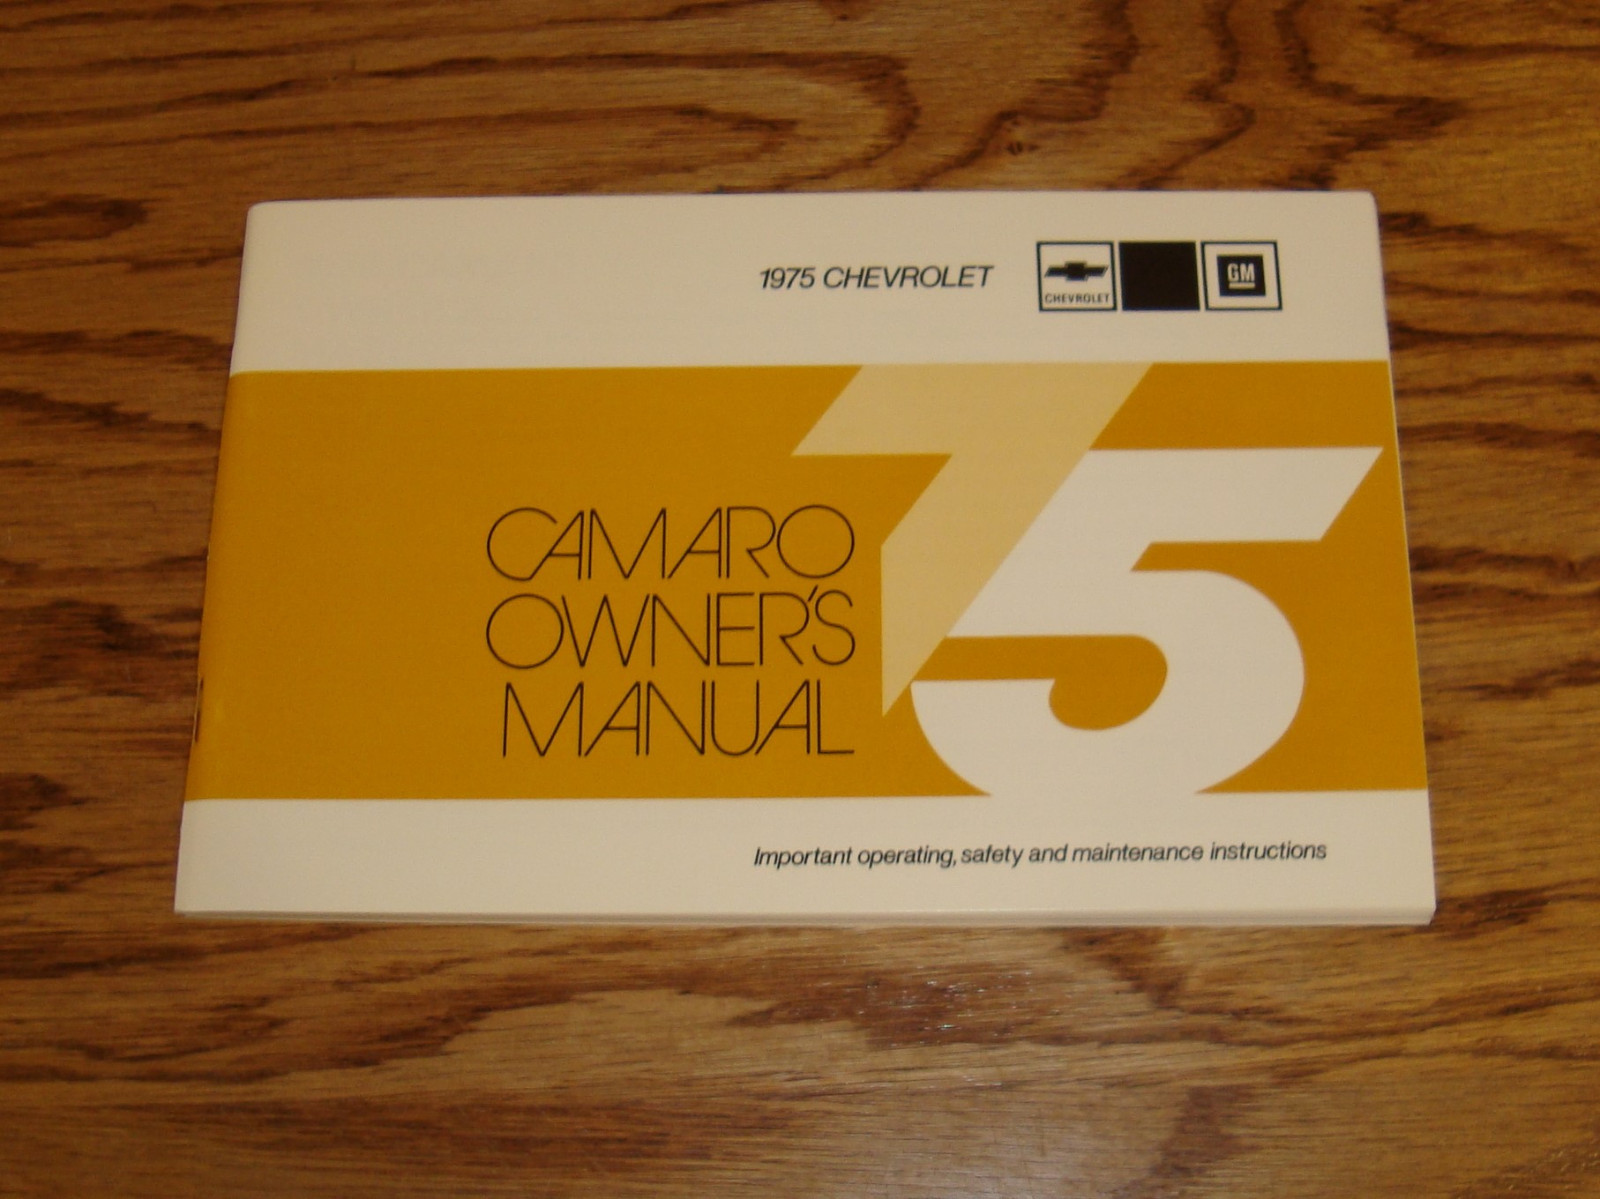 1975 CHEVROLET
CHEVROLET
GM
75
CAMARO
OWNER'S
MANUAL
Important operating, safety and maintenance instructions